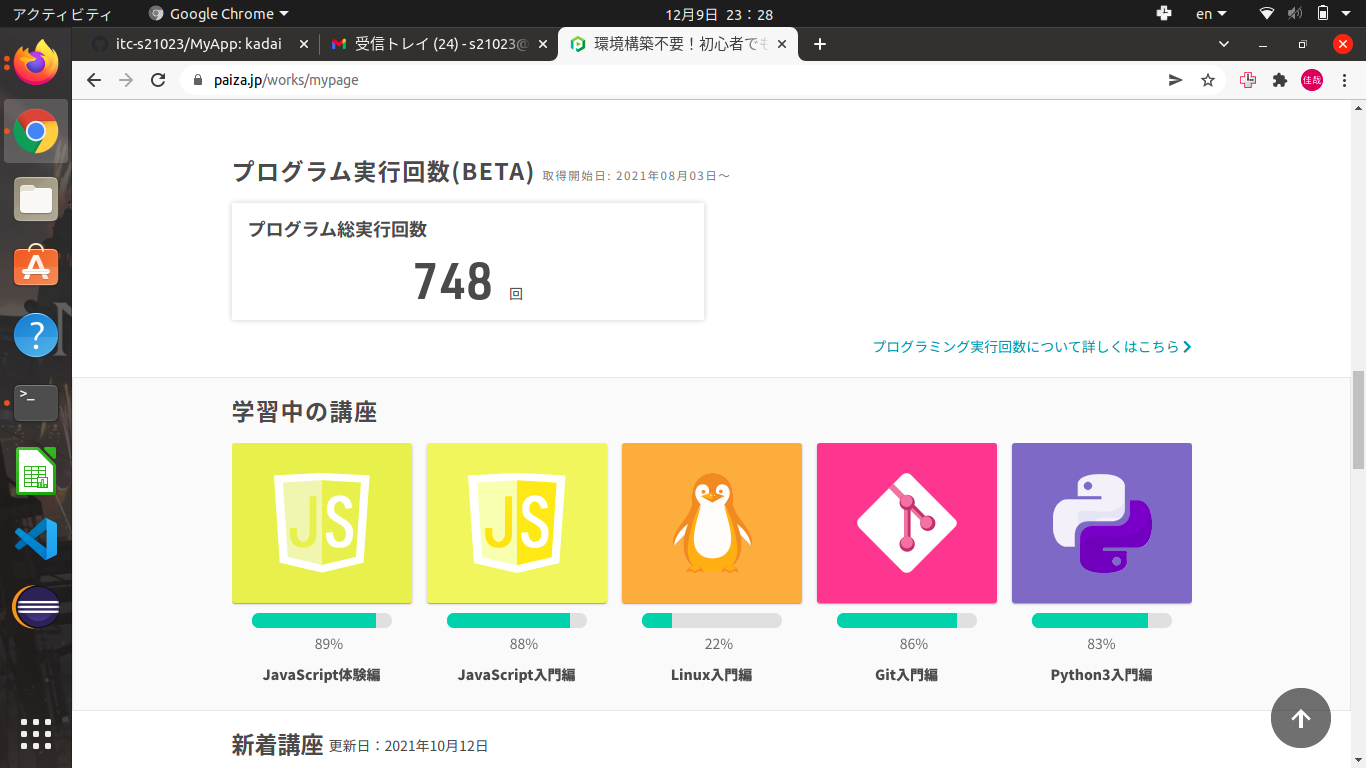 アクティビティ
Google Chrome
12月9日 23：28
en
itc-s21023/MyApp: kadai
受信トレイ (24) - s21023@
環境構築不要！初心者でも
paiza.jp/works/mypage
佳哉
プログラム実行回数(BETA) 取得開始日: 2021年08月03日〜
プログラム総実行回数
748 回
プログラミング実行回数について詳しくはこちら
学習中の講座
JS
JS
89%
88%
22%
86%
83%
JavaScript体験編
JavaScript入門編
Linux入門編
Git入門編
Python3入門編
新着講座 更新日：2021年10月12日